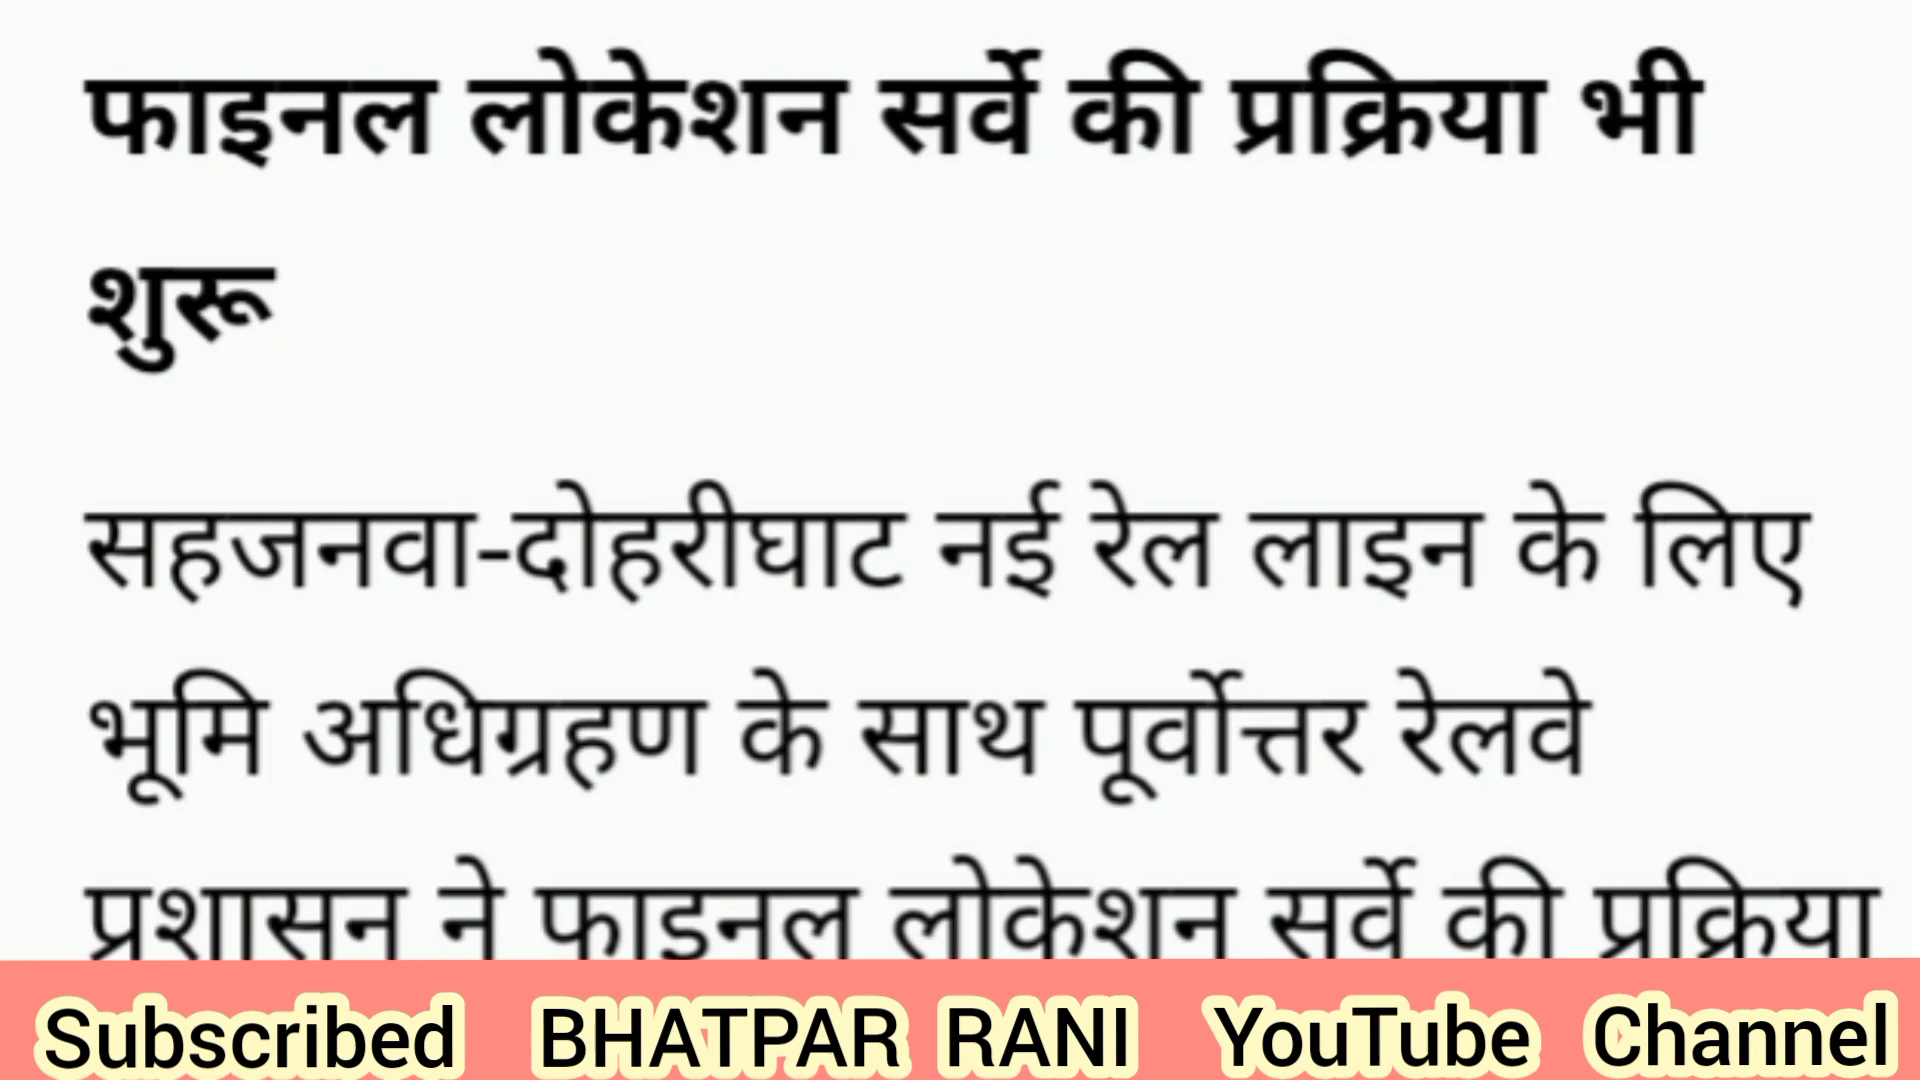 फाइनल लोकेशन सर्वे की प्रक्रिया भी
शुरू
सहजनवा-दोहरीघाट नई रेल लाइन के लिए
भूमि अधिग्रहण के साथ पूर्वोत्तर रेलवे
प्रशासन ने फाइनल लोकेशन सर्वे की प्रक्रिया
Subscribed BHATPAR RANI YouTube Channel